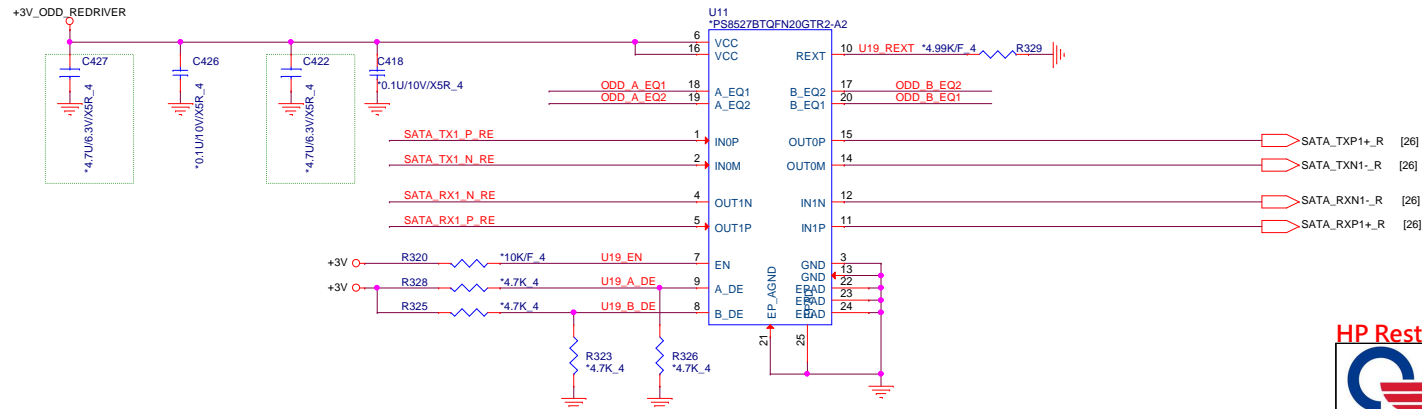 +3V_ODD_REDRIVER
C427
*4.7U/6.3V/X5R_4
C426
*0.1U/10V/X5R_4
C422
*4.7U/6.3V/X5R_4
C418
*0.1U/10V/X5R_4
U11
*PS8527BTQFN20GTR2-A2
6 VCC
16 VCC
REXT 10 U19_REXT *4.99K/F_4 R329
ODD_A_EQ1 18 A_EQ1
ODD_A_EQ2 19 A_EQ2
B_EQ2 17 ODD_B_EQ2
B_EQ1 20 ODD_B_EQ1
SATA_TX1_P_RE 1 IN0P
OUT0P 15 SATA_TXP1+_R [26]
SATA_TX1_N_RE 2 IN0M
OUT0M 14 SATA_TXN1-_R [26]
SATA_RX1_N_RE 4 OUT1N
IN1N 12 SATA_RXN1-_R [26]
SATA_RX1_P_RE 5 OUT1P
IN1P 11 SATA_RXP1+_R [26]
+3V R320 *10K/F_4 U19_EN 7 EN
GND 3
GND 13
+3V R328 *4.7K_4 U19_A_DE 9 A_DE
EPAD 22
EPAD 23
R325 *4.7K_4 U19_B_DE 8 B_DE
EPAD 24
EP_AGND 21
EPAD 25
R323
*4.7K_4
R326
*4.7K_4
HP Rest